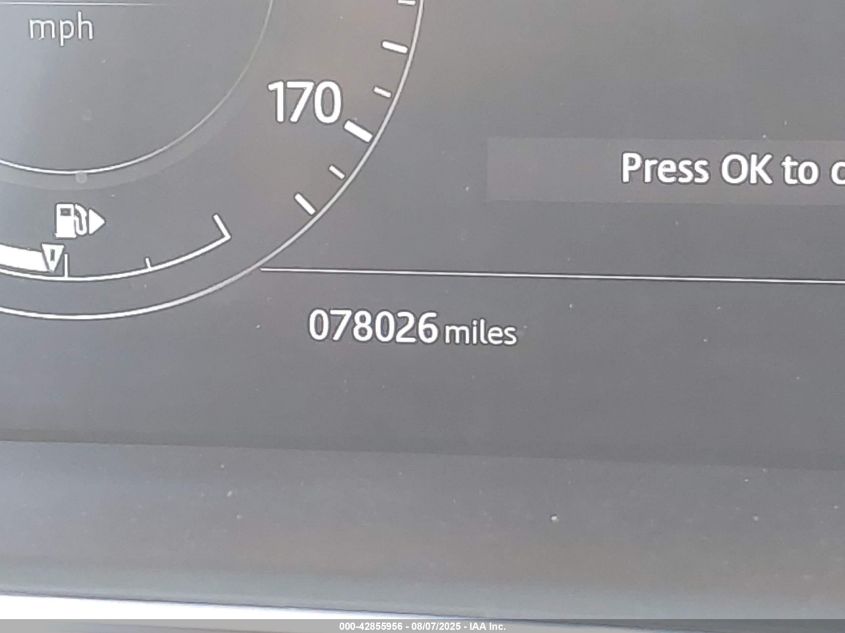 mph
170
Press OK to
078026 miles
000-42855956 - 08/07/2025 - IAA Inc.